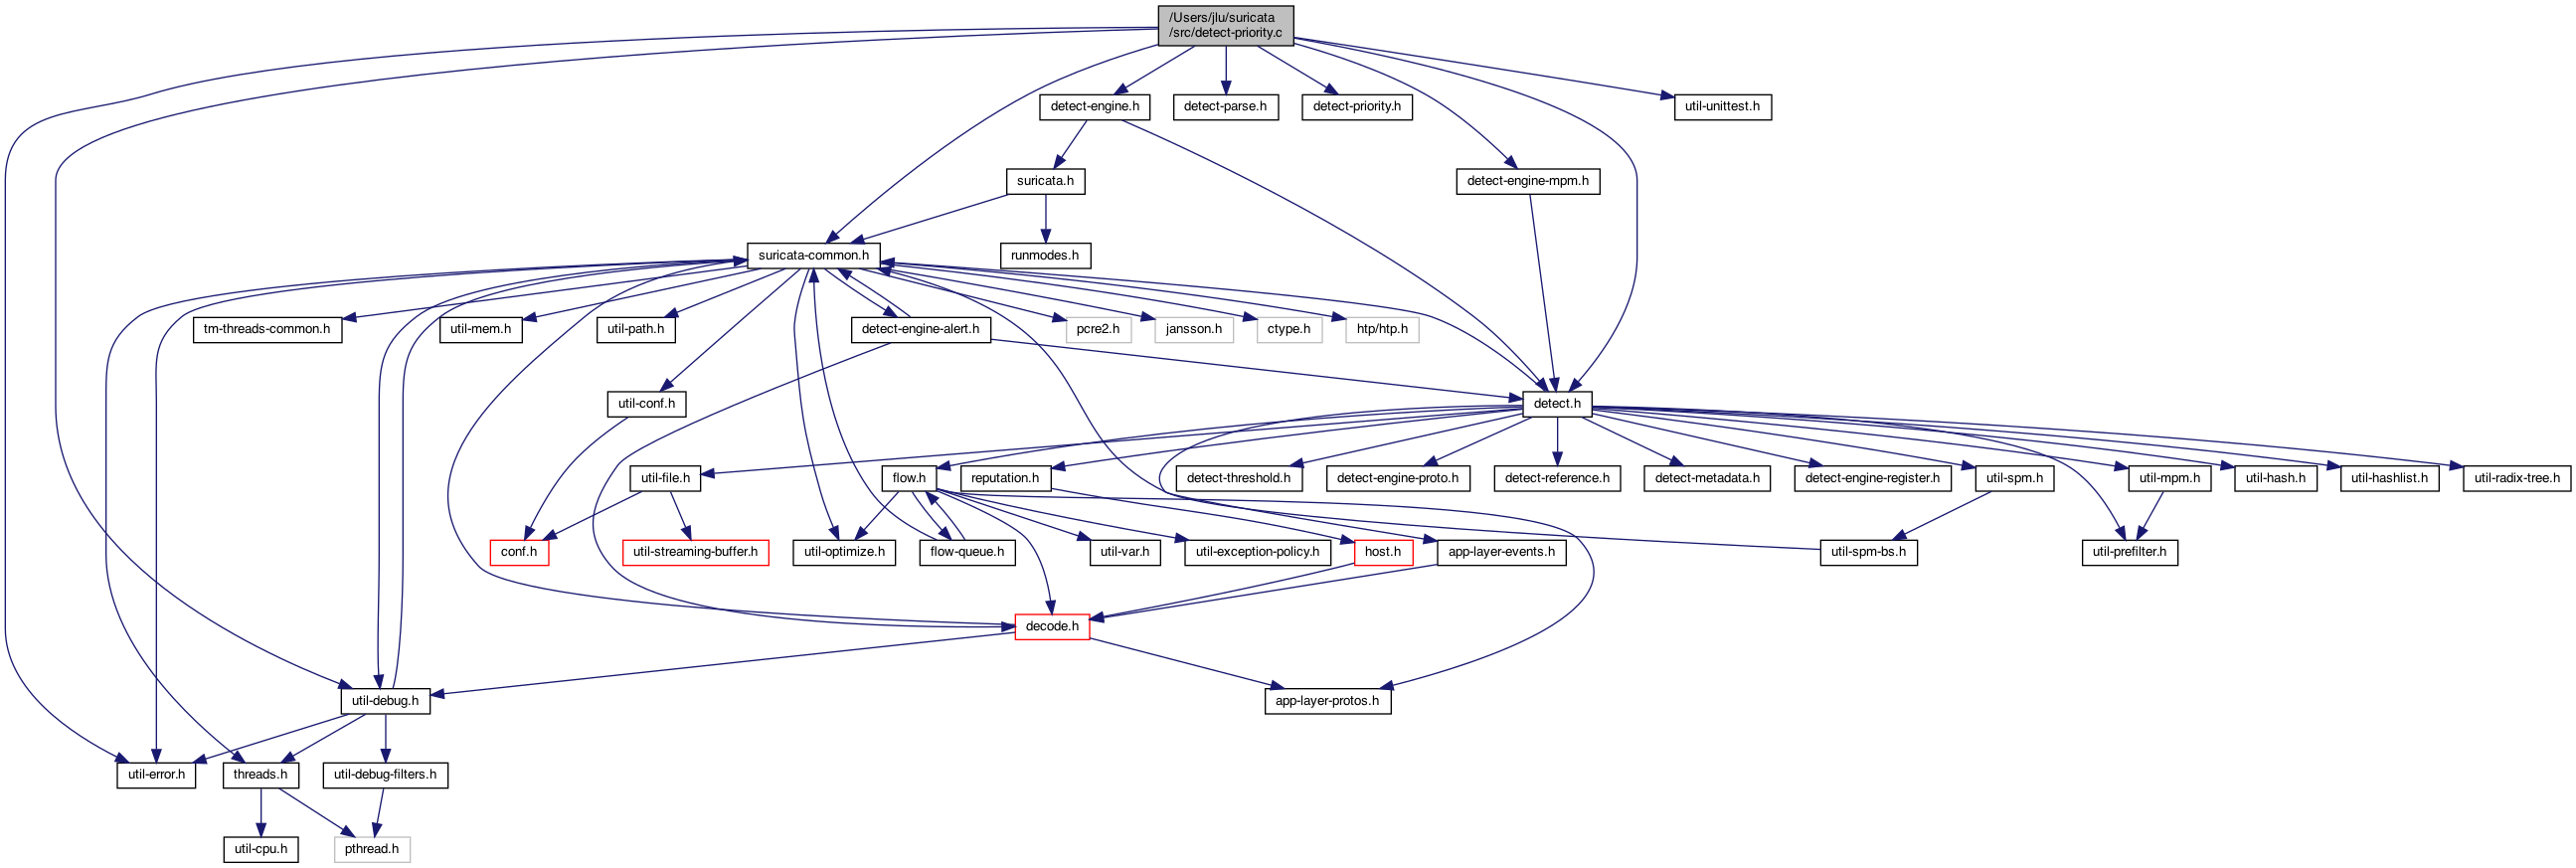 /Users/jlu/suricata
/src/detect-priority.c
detect-engine.h
detect-parse.h
detect-priority.h
util-unittest.h
suricata.h
detect-engine-mpm.h
suricata-common.h
runmodes.h
tm-threads-common.h
util-mem.h
util-path.h
detect-engine-alert.h
pcre2.h
jansson.h
ctype.h
htp/htp.h
util-conf.h
detect.h
util-file.h
flow.h
reputation.h
detect-threshold.h
detect-engine-proto.h
detect-reference.h
detect-metadata.h
detect-engine-register.h
util-spm.h
util-mpm.h
util-hash.h
util-hashlist.h
util-radix-tree.h
conf.h
util-streaming-buffer.h
util-optimize.h
flow-queue.h
util-var.h
util-exception-policy.h
host.h
app-layer-events.h
util-spm-bs.h
util-prefilter.h
decode.h
util-debug.h
app-layer-protos.h
util-error.h
threads.h
util-debug-filters.h
util-cpu.h
pthread.h